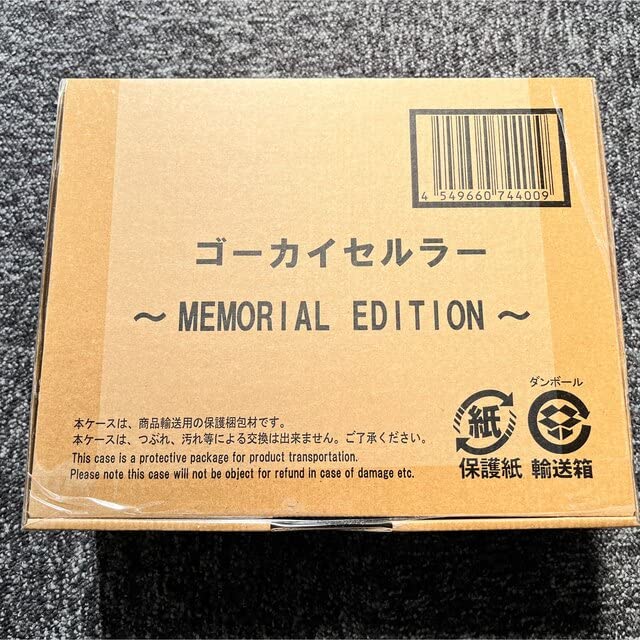 4 549660 744009
ゴーカイセルラー
～ MEMORIAL EDITION ～
ダンボール
紙
本ケースは、商品輸送用の保護梱包材です。
本ケースは、つぶれ、汚れ等による交換は出来ません。ご了承ください。
This case is a protective package for product transportation.
Please note this case will not be object for refund in case of damage etc.
保護紙 輸送箱